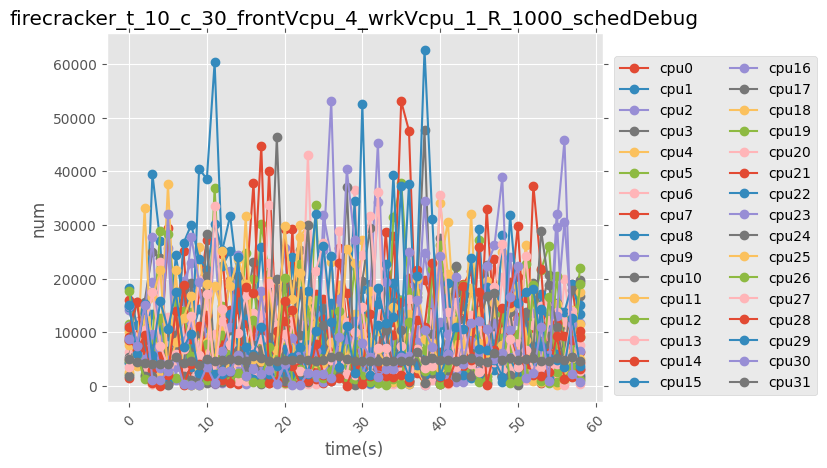 firecracker_t_10_c_30_frontVcpu_4_wrkVcpu_1_R_1000_schedDebug
60000
50000
40000
30000
20000
10000
0
num
0
10
20
30
40
50
60
time(s)
cpu0
cpu1
cpu2
cpu3
cpu4
cpu5
cpu6
cpu7
cpu8
cpu9
cpu10
cpu11
cpu12
cpu13
cpu14
cpu15
cpu16
cpu17
cpu18
cpu19
cpu20
cpu21
cpu22
cpu23
cpu24
cpu25
cpu26
cpu27
cpu28
cpu29
cpu30
cpu31